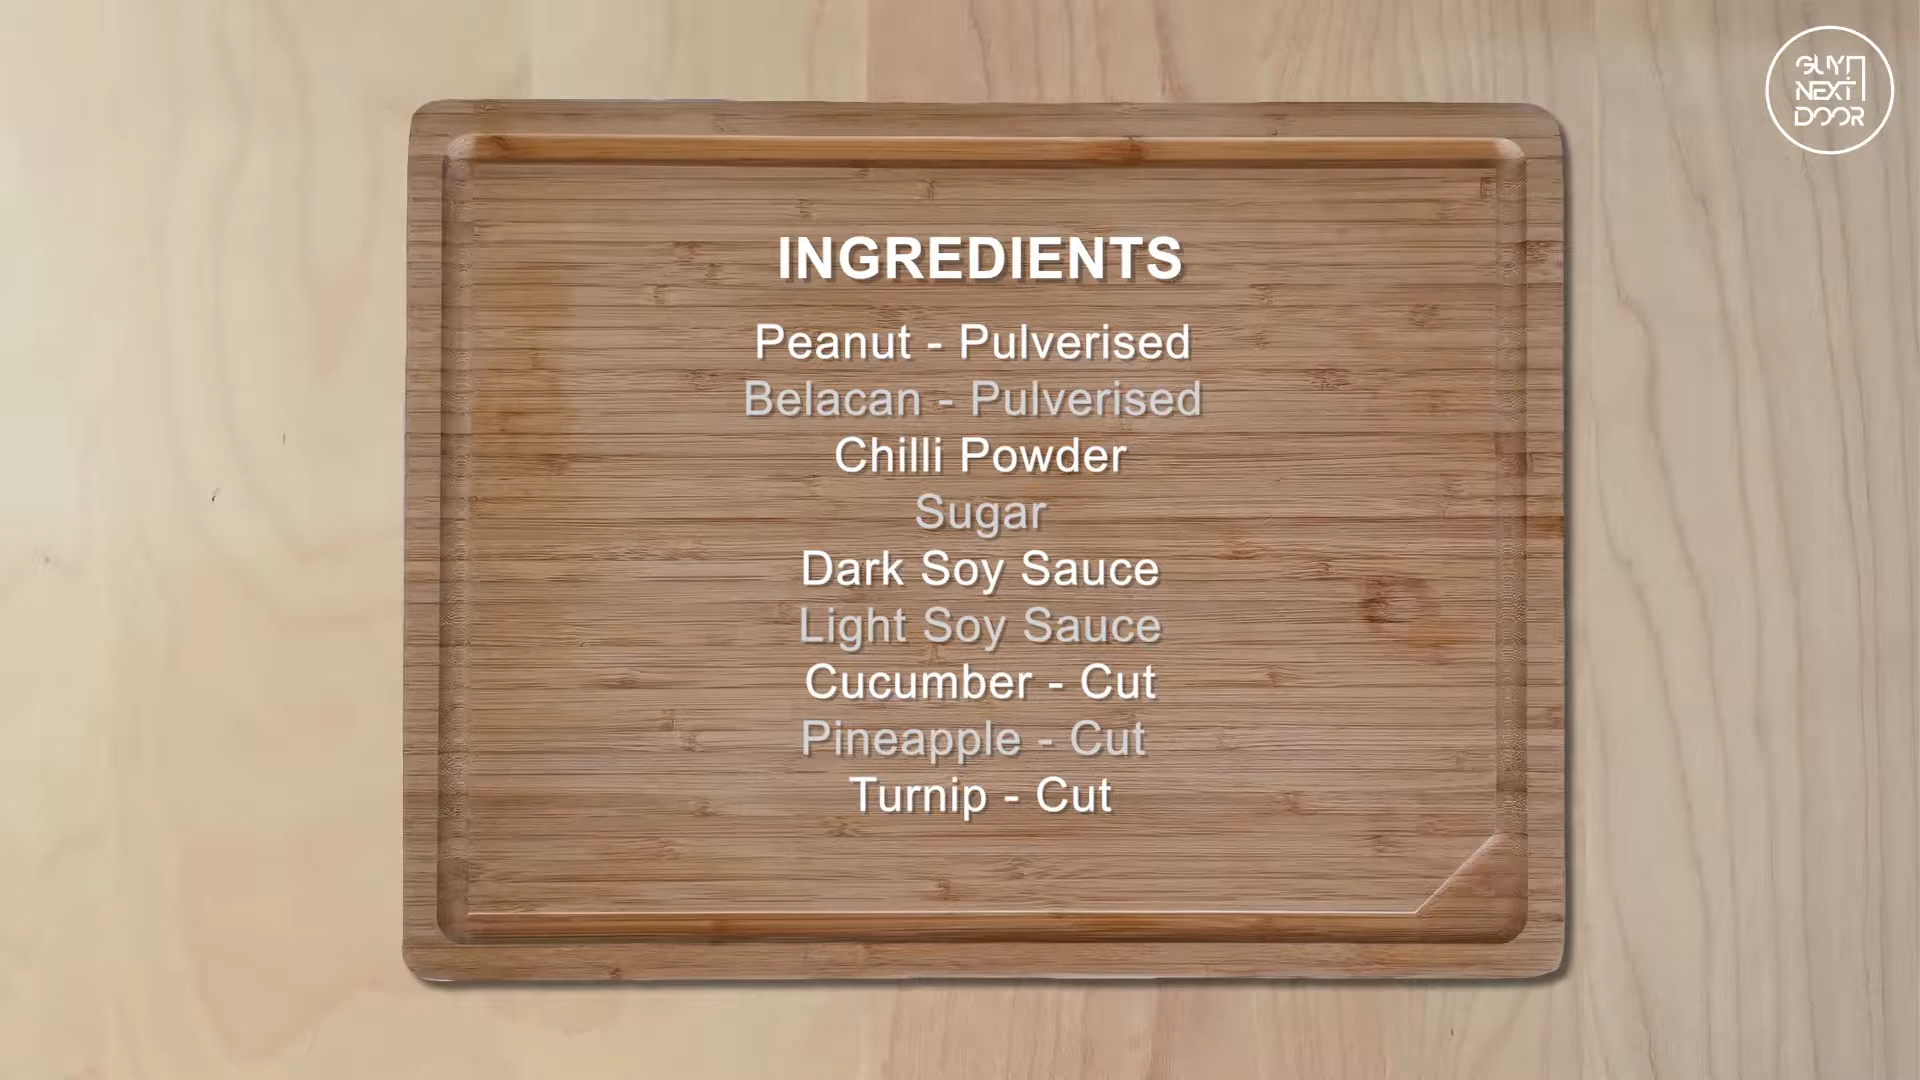 GUY
NEXT
DOOR
INGREDIENTS
Peanut - Pulverised
Belacan - Pulverised
Chilli Powder
Sugar
Dark Soy Sauce
Light Soy Sauce
Cucumber - Cut
Pineapple - Cut
Turnip - Cut